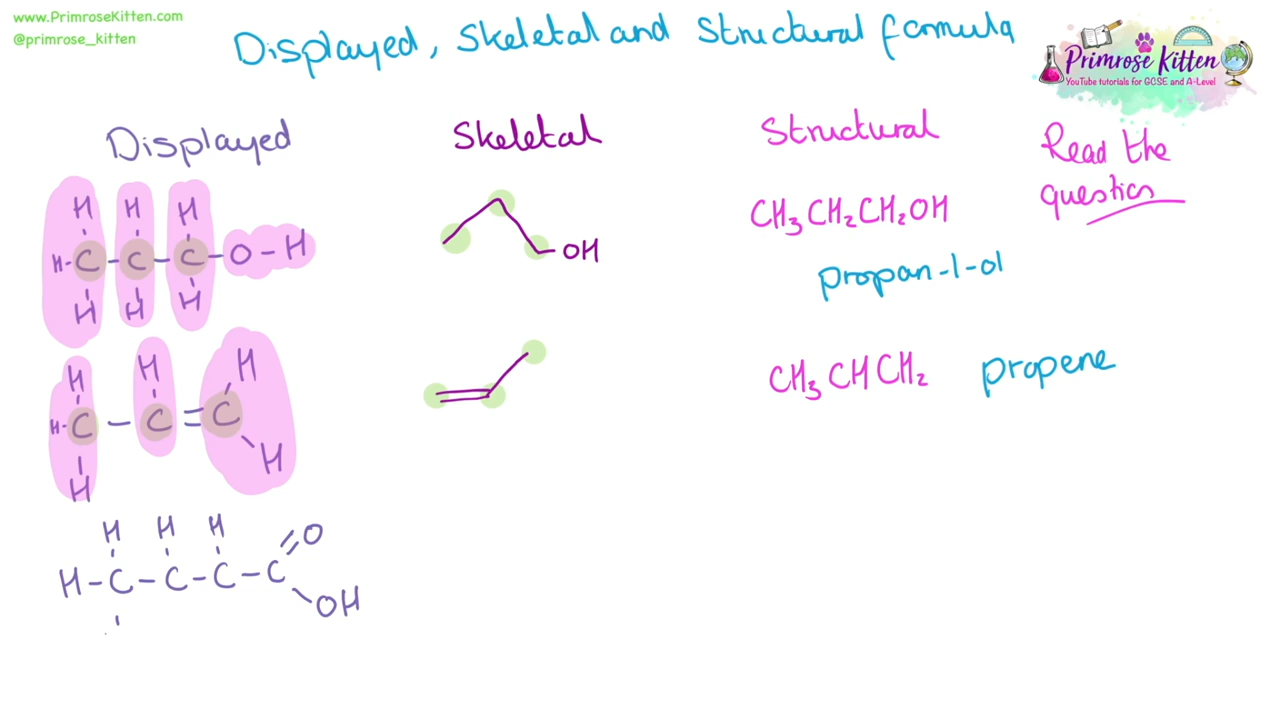 www.PrimroseKitten.com
@primrose_kitten
Displayed, Skeletal and Structural formula
Primrose Kitten
YouTube tutorials for GCSE and A-Level
Displayed
Skeletal
Structural
Read the
question
H H H
H-C-C-C-O-H
H H H
OH
CH₃CH₂CH₂OH
propan-1-ol
H H H
H-C-C=C
H H
CH₃CHCH₂
propene
H H H
H-C-C-C-C=O
OH